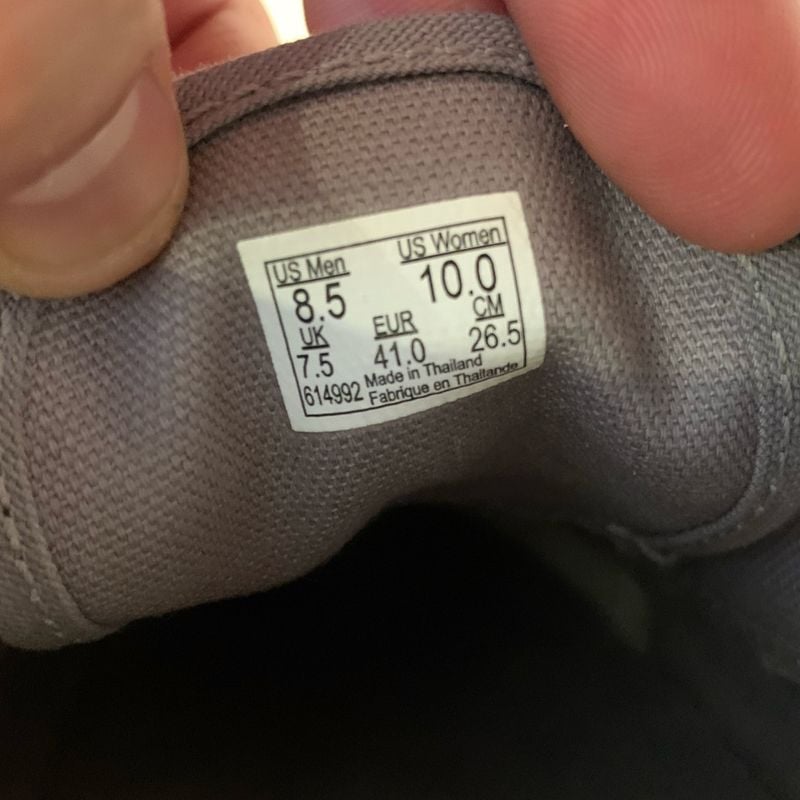 US Men US Women
8.5 10.0
UK EUR CM
7.5 41.0 26.5
614992 Made in Thailand
Fabrique en Thaïlande